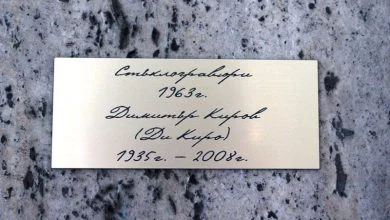 Стъклогравюри
1963г.
Димитър Киров
(Ди Киро)
1935г. – 2008г.